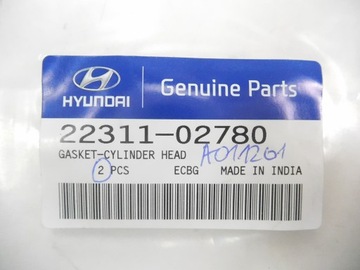 HYUNDAI Genuine Parts
22311-02780
GASKET-CYLINDER HEAD A011201
2 PCS ECBG MADE IN INDIA